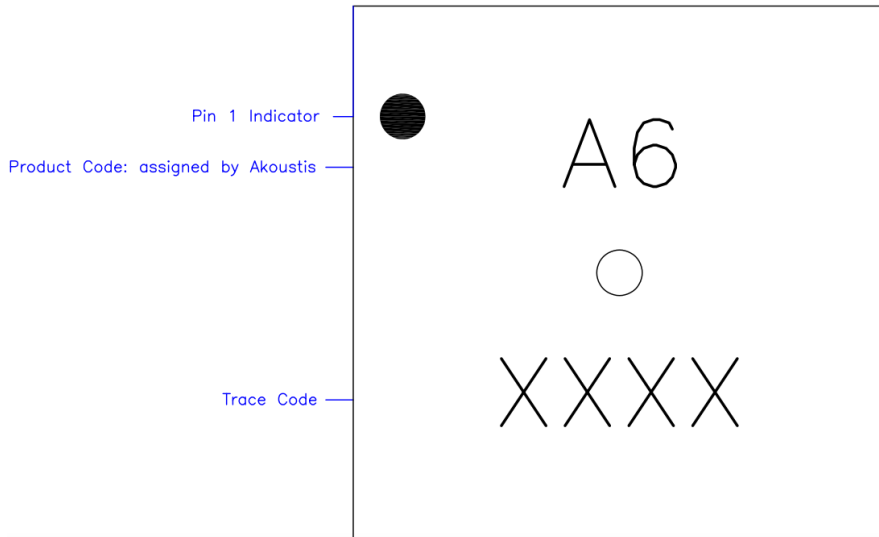 Pin 1 Indicator
A6
Product Code: assigned by Akoustis
XXXX
Trace Code